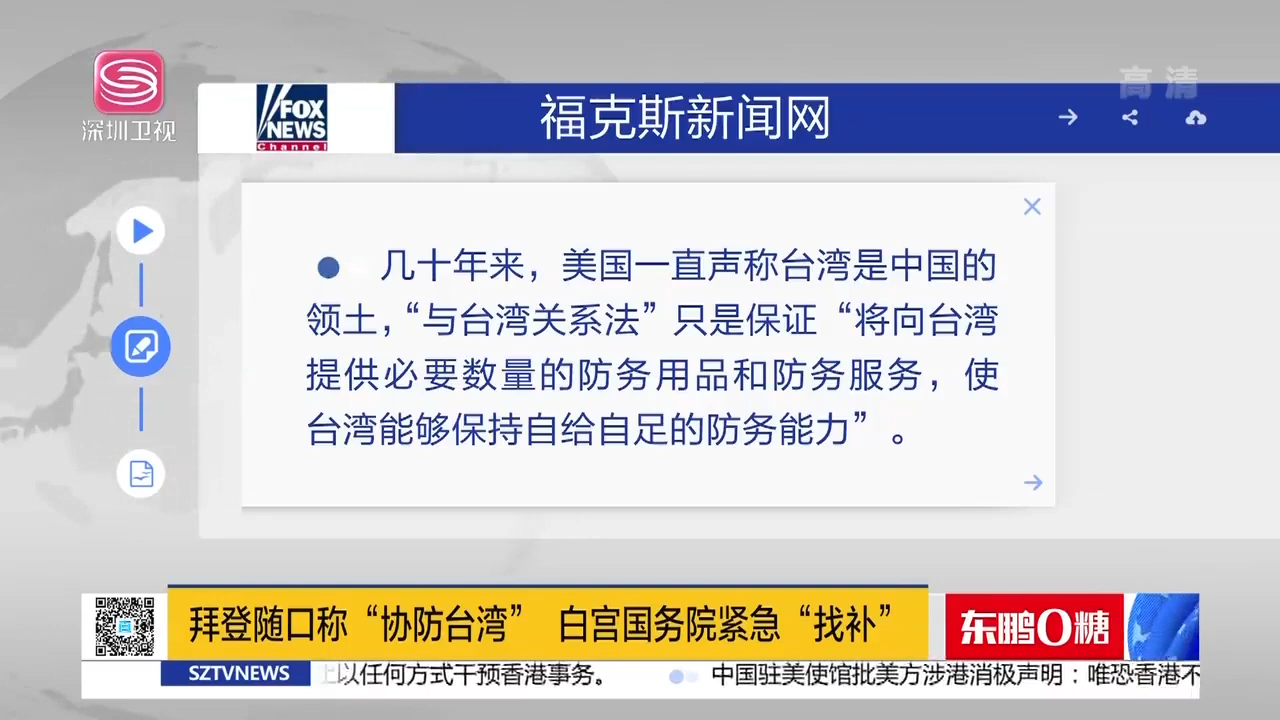 深圳卫视
FOX
NEWS
Channel
福克斯新闻网
高清
几十年来，美国一直声称台湾是中国的
领土，“与台湾关系法”只是保证“将向台湾
提供必要数量的防务用品和防务服务，使
台湾能够保持自给自足的防务能力”。
拜登随口称“协防台湾” 白宫国务院紧急“找补”
东鹏0糖
SZTVNEWS
以任何方式干预香港事务。
中国驻美使馆批美方涉港消极声明：唯恐香港不